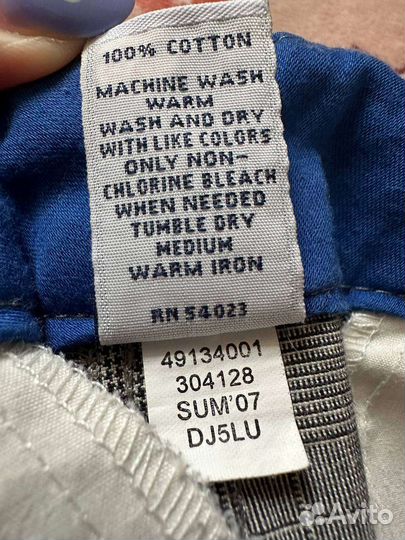 100% COTTON
MACHINE WASH
WARM
WASH AND DRY
WITH LIKE COLORS
ONLY NON-
CHLORINE BLEACH
WHEN NEEDED
TUMBLE DRY
MEDIUM
WARM IRON
RN 54023
49134001
304128
SUM'07
DJ5LU
Avito